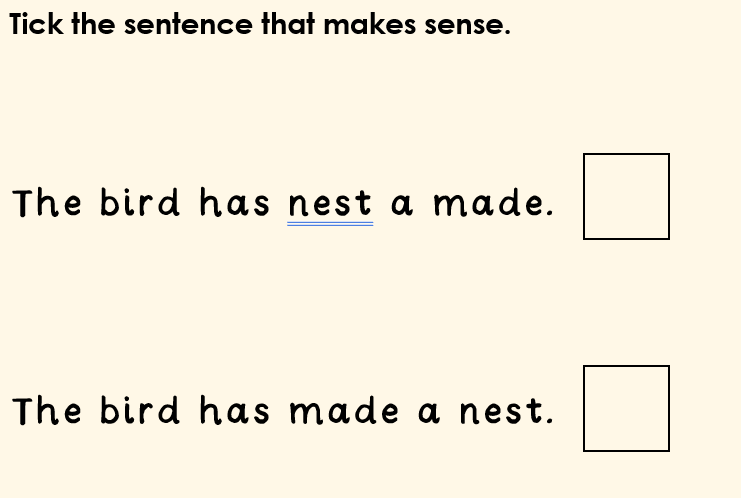 Tick the sentence that makes sense.
The bird has nest a made.
The bird has made a nest.